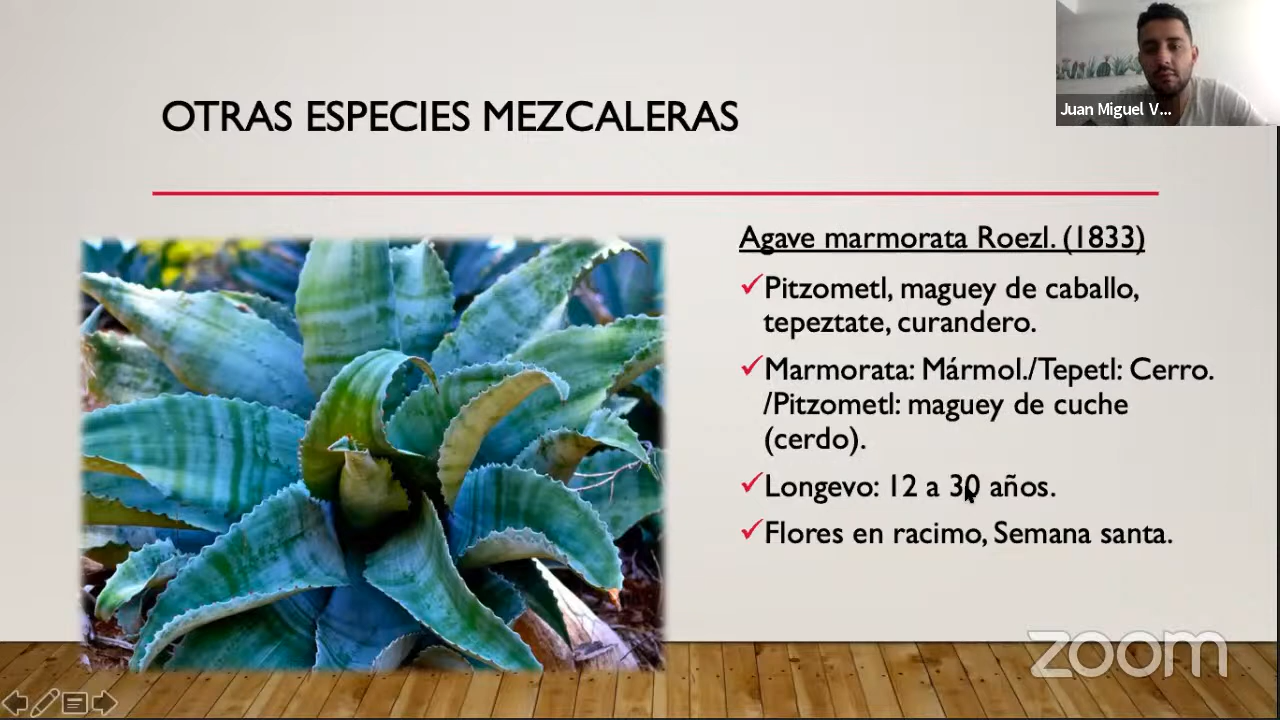 Juan Miguel V...
OTRAS ESPECIES MEZCALERAS
Agave marmorata Roezl. (1833)
Pitzometl, maguey de caballo,
tepeztate, curandero.
Marmorata: Mármol./Tepetl: Cerro.
/Pitzometl: maguey de cuche
(cerdo).
Longevo: 12 a 30 años.
Flores en racimo, Semana santa.
zoom